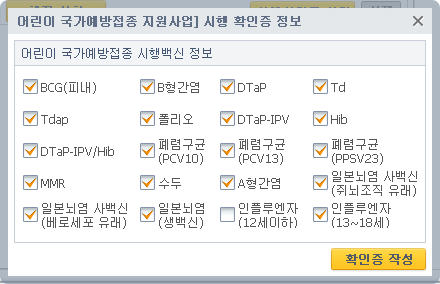 어린이 국가예방접종 지원사업] 시행 확인증 정보
어린이 국가예방접종 시행백신 정보
BCG(피내) B형간염 DTaP Td
Tdap 폴리오 DTaP-IPV Hib
DTaP-IPV/Hib 폐렴구균 (PCV10) 폐렴구균 (PCV13) 폐렴구균 (PPSV23)
MMR 수두 A형간염 일본뇌염 사백신 (쥐뇌조직 유래)
일본뇌염 사백신 (베로세포 유래) 일본뇌염 (생백신) 인플루엔자 (12세이하) 인플루엔자 (13~18세)
확인증 작성